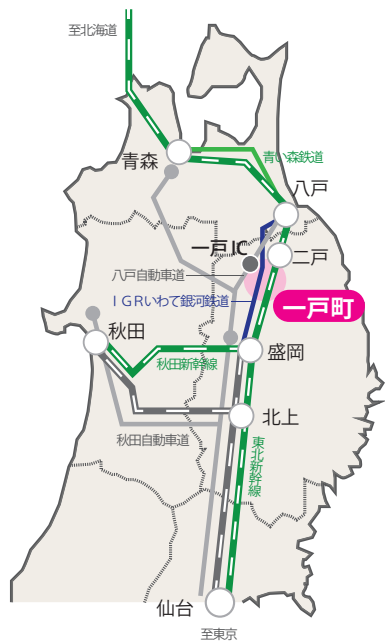 至北海道
青森
青い森鉄道
八戸
一戸IC
二戸
八戸自動車道
IGRいわて銀河鉄道
一戸町
秋田
盛岡
秋田新幹線
北上
秋田自動車道
東北新幹線
仙台
至東京